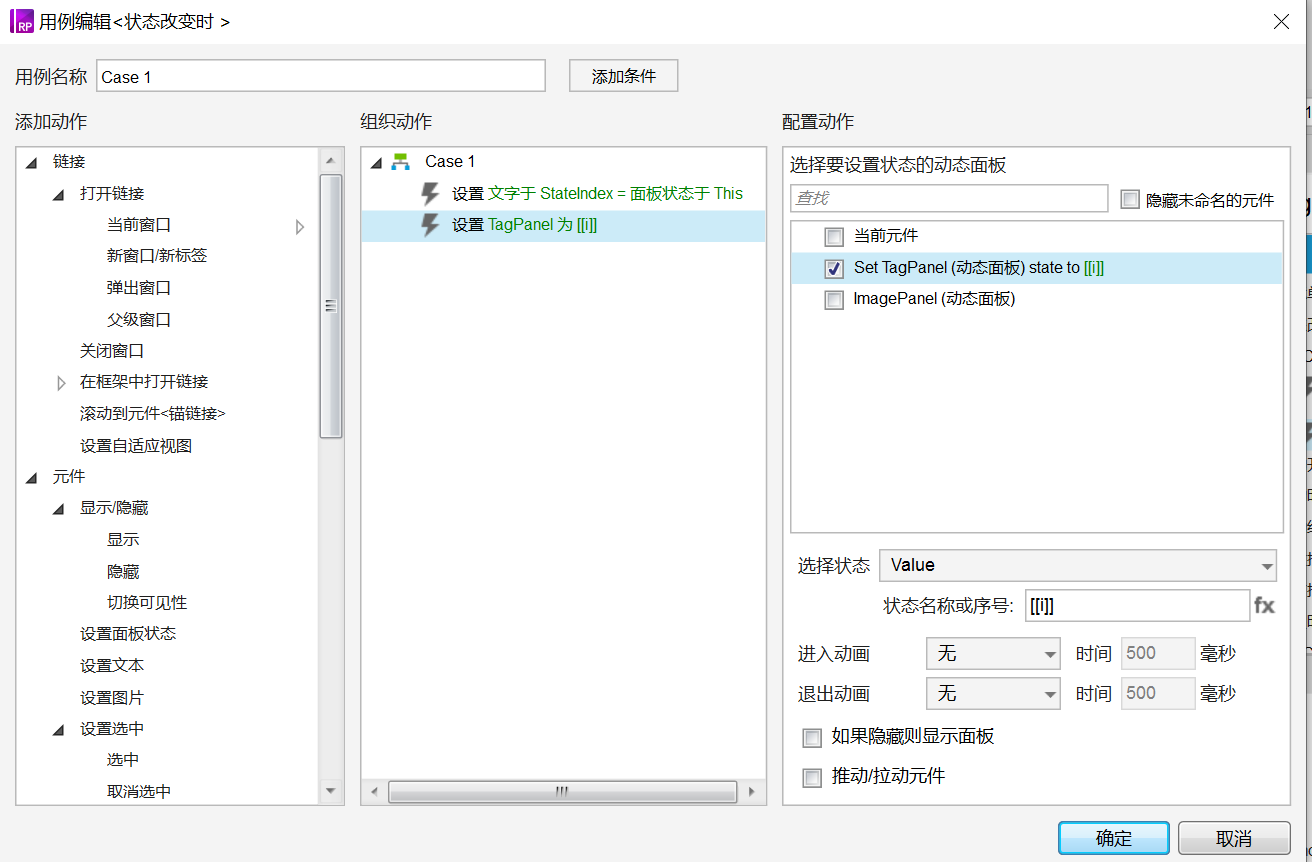 RP 用例编辑<状态改变时 >
用例名称 Case 1 添加条件
添加动作
链接
打开链接
当前窗口
新窗口/新标签
弹出窗口
父级窗口
关闭窗口
在框架中打开链接
滚动到元件<锚链接>
设置自适应视图
元件
显示/隐藏
显示
隐藏
切换可见性
设置面板状态
设置文本
设置图片
设置选中
选中
取消选中
组织动作
Case 1
设置 文字于 StateIndex = 面板状态于 This
设置 TagPanel 为 [[i]]
配置动作
选择要设置状态的动态面板
查找 隐藏未命名的元件
当前元件
Set TagPanel (动态面板) state to [[i]]
ImagePanel (动态面板)
选择状态 Value
状态名称或序号: [[i]] fx
进入动画 无 时间 500 毫秒
退出动画 无 时间 500 毫秒
如果隐藏则显示面板
推动/拉动元件
确定 取消